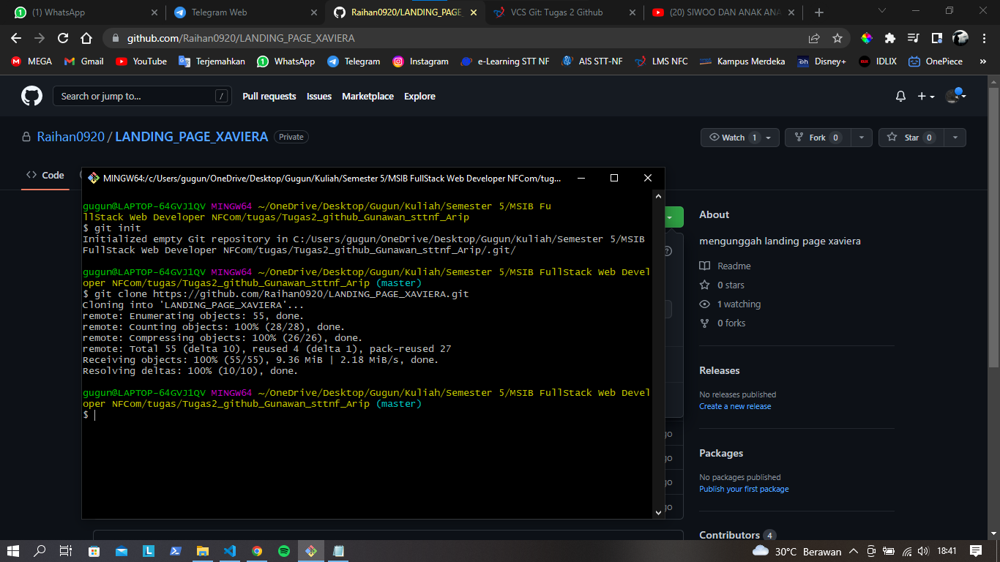 (1) WhatsApp
Telegram Web
Raihan0920/LANDING_PAGE_
VCS Git: Tugas 2 Github
(20) SIWOO DAN ANAK ANA
github.com/Raihan0920/LANDING_PAGE_XAVIERA
MEGA
Gmail
YouTube
Terjemahkan
WhatsApp
Telegram
Instagram
e-Learning STT NF
AIS STT-NF
LMS NFC
Kampus Merdeka
Disney+
IDLIX
OnePiece
»
Search or jump to... /
Pull requests
Issues
Marketplace
Explore
Raihan0920 / LANDING_PAGE_XAVIERA Private
Watch 1
Fork 0
Star 0
Code
MINGW64:/c/Users/gugun/OneDrive/Desktop/Gugun/Kuliah/Semester 5/MSIB FullStack Web Developer NFCom/tug...
gugun@LAPTOP-64GVJ1QV MINGW64 ~/OneDrive/Desktop/Gugun/Kuliah/Semester 5/MSIB Fu
llStack Web Developer NFCom/tugas/Tugas2_github_Gunawan_sttnf_Arip
$ git init
Initialized empty Git repository in C:/Users/gugun/OneDrive/Desktop/Gugun/Kuliah/Semester 5/MSIB
FullStack Web Developer NFCom/tugas/Tugas2_github_Gunawan_sttnf_Arip/.git/
gugun@LAPTOP-64GVJ1QV MINGW64 ~/OneDrive/Desktop/Gugun/Kuliah/Semester 5/MSIB FullStack Web Devel
oper NFCom/tugas/Tugas2_github_Gunawan_sttnf_Arip (master)
$ git clone https://github.com/Raihan0920/LANDING_PAGE_XAVIERA.git
Cloning into 'LANDING_PAGE_XAVIERA'...
remote: Enumerating objects: 55, done.
remote: Counting objects: 100% (28/28), done.
remote: Compressing objects: 100% (26/26), done.
remote: Total 55 (delta 10), reused 4 (delta 1), pack-reused 27
Receiving objects: 100% (55/55), 9.36 MiB | 2.18 MiB/s, done.
Resolving deltas: 100% (10/10), done.
gugun@LAPTOP-64GVJ1QV MINGW64 ~/OneDrive/Desktop/Gugun/Kuliah/Semester 5/MSIB FullStack Web Devel
oper NFCom/tugas/Tugas2_github_Gunawan_sttnf_Arip (master)
$
go
go
go
go
About
mengunggah landing page xaviera
Readme
0 stars
1 watching
0 forks
Releases
No releases published
Create a new release
Packages
No packages published
Publish your first package
Contributors 4
30°C Berawan
18:41